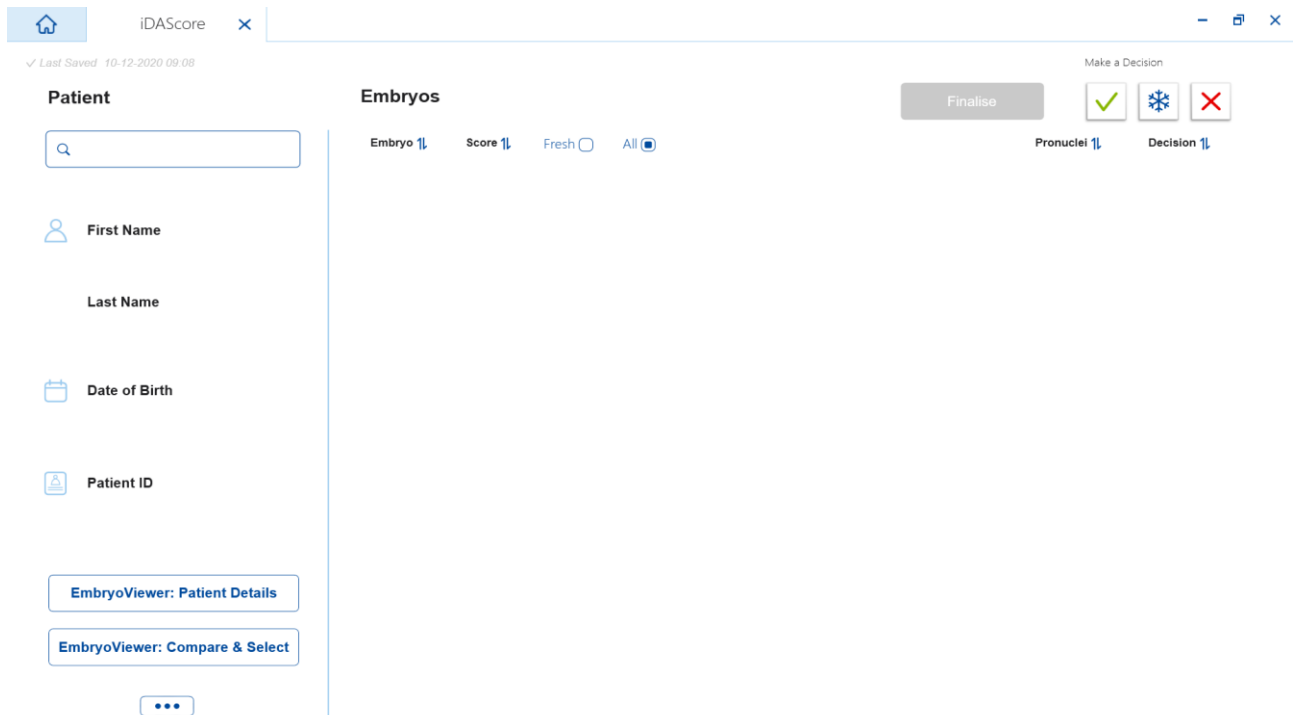 iDAScore
Last Saved 10-12-2020 09:08
Make a Decision
Patient
Embryos
Finalise
Embryo
Score
Fresh
All
Pronuclei
Decision
First Name
Last Name
Date of Birth
Patient ID
EmbryoViewer: Patient Details
EmbryoViewer: Compare & Select